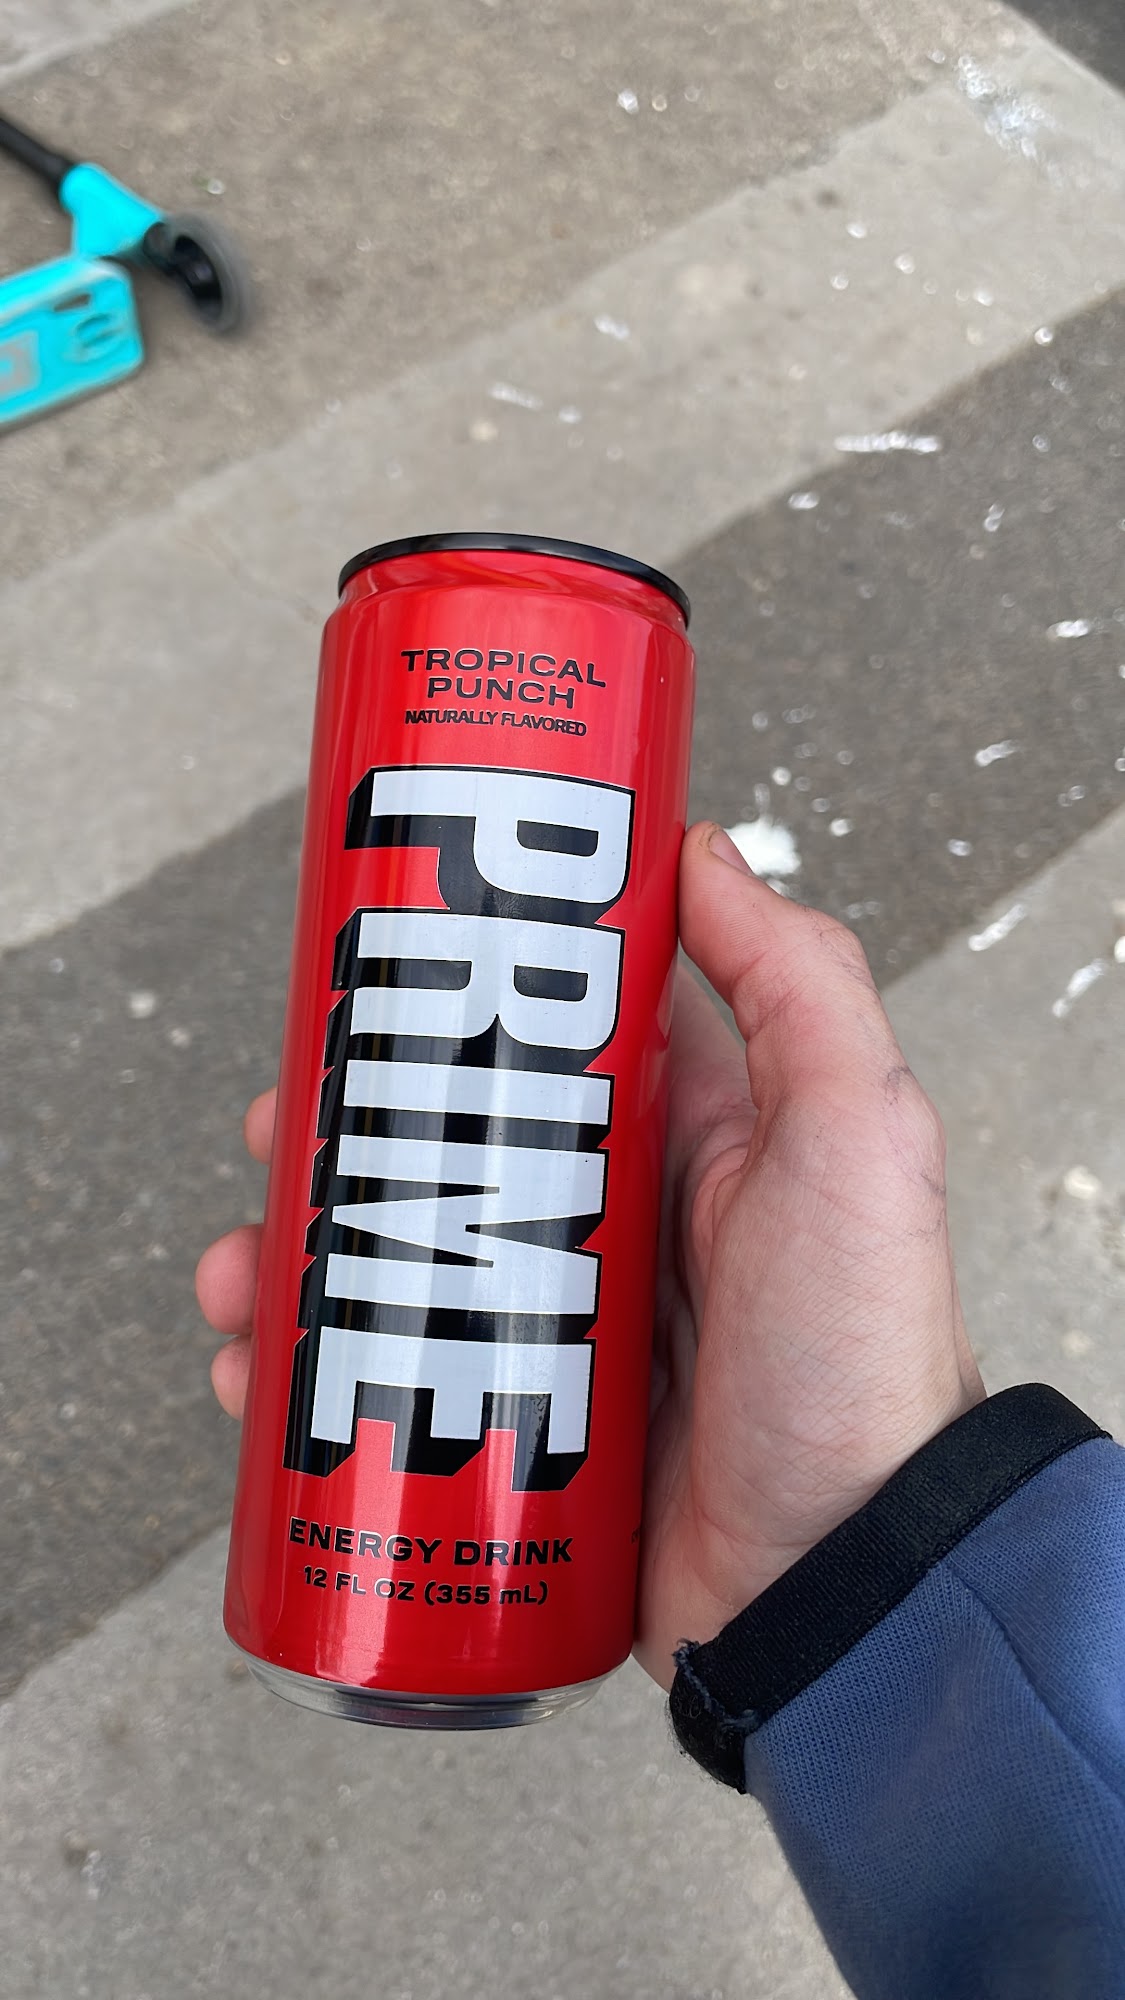 TROPICAL
PUNCH
NATURALLY FLAVORED
PRIME
ENERGY DRINK
12 FL OZ (355 mL)